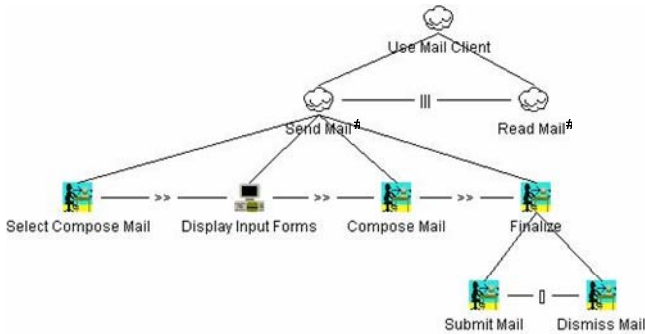 Use Mail Client
|||
Send Mail# Read Mail#
>> >> >>
Select Compose Mail Display Input Forms Compose Mail Finalize
[]
Submit Mail Dismiss Mail